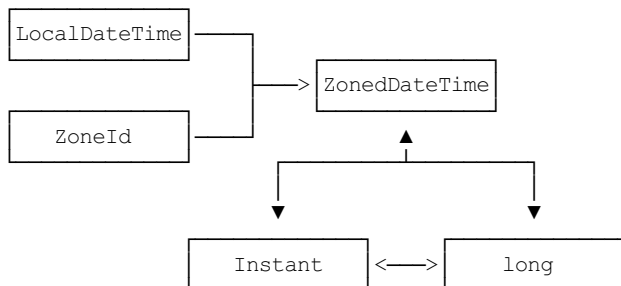 LocalDateTime
ZonedDateTime
ZoneId
Instant
long